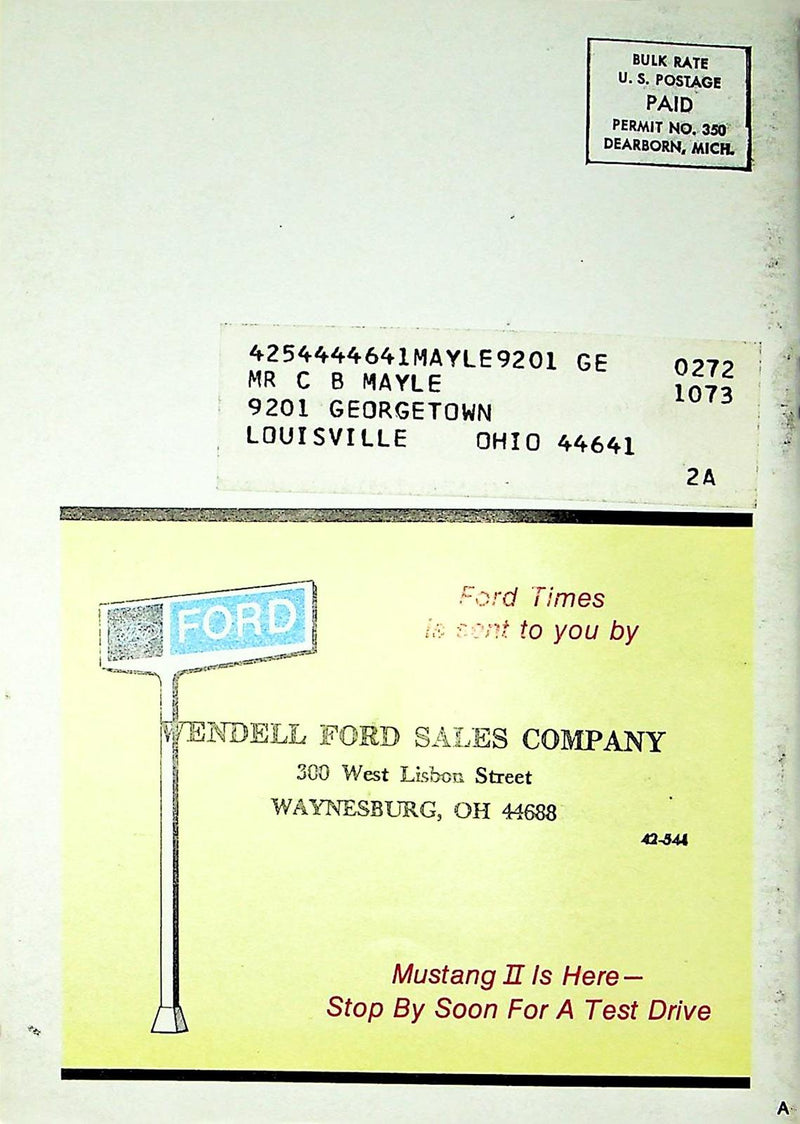 BULK RATE
U. S. POSTAGE
PAID
PERMIT NO. 350
DEARBORN, MICH.
4254444641MAYLE9201 GE 0272
MR C B MAYLE 1073
9201 GEORGETOWN
LOUISVILLE OHIO 44641
2A
FORD
Ford Times
is sent to you by
WENDELL FORD SALES COMPANY
300 West Lisbon Street
WAYNESBURG, OH 44688
42-544
Mustang II Is Here—
Stop By Soon For A Test Drive
A